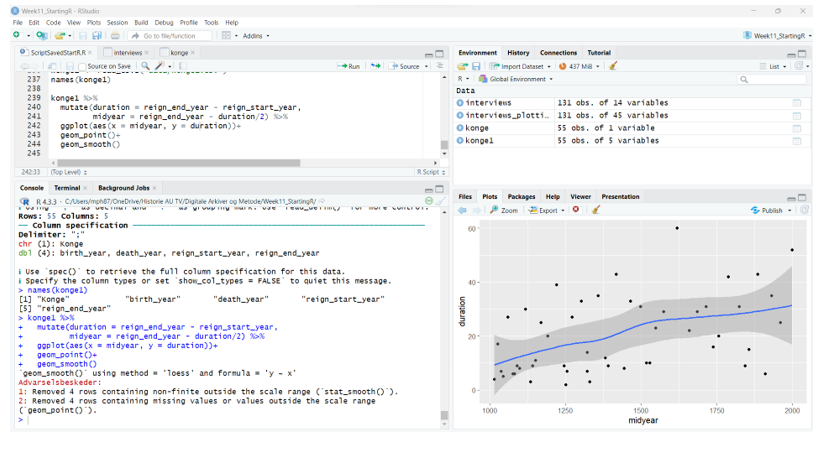 Week11_StartingR - RStudio
File Edit Code View Plots Session Build Debug Profile Tools Help
Go to file/function Addins Week11_StartingR
ScriptSavedStartR.R interviews konge
Source on Save Run Source
237 names(konge1)
238
239 konge1 %>%
240 mutate(duration = reign_end_year - reign_start_year,
241 midyear = reign_end_year - duration/2) %>%
242 ggplot(aes(x = midyear, y = duration))+
243 geom_point()+
244 geom_smooth()
245
242:33 (Top Level) R Script
Console Terminal Background Jobs
R 4.3.3 · C:/Users/mph87/OneDrive/Historie AU TV/Digitale Arkiver og Metode/Week11_StartingR/
Rows: 55 Columns: 5
── Column specification
Delimiter: ";"
chr (1): Konge
dbl (4): birth_year, death_year, reign_start_year, reign_end_year
i Use `spec()` to retrieve the full column specification for this data.
i Specify the column types or set `show_col_types = FALSE` to quiet this message.
> names(konge1)
[1] "Konge" "birth_year" "death_year" "reign_start_year"
[5] "reign_end_year"
> konge1 %>%
+ mutate(duration = reign_end_year - reign_start_year,
+ midyear = reign_end_year - duration/2) %>%
+ ggplot(aes(x = midyear, y = duration))+
+ geom_point()+
+ geom_smooth()
`geom_smooth()` using method = 'loess' and formula = 'y ~ x'
Advarselsbeskeder:
1: Removed 4 rows containing non-finite outside the scale range (`stat_smooth()`).
2: Removed 4 rows containing missing values or values outside the scale range
(`geom_point()`).
>
Environment History Connections Tutorial
Import Dataset 437 MiB List
R Global Environment
Data
interviews 131 obs. of 14 variables
interviews_plotti… 131 obs. of 45 variables
konge 55 obs. of 1 variable
konge1 55 obs. of 5 variables
Files Plots Packages Help Viewer Presentation
Zoom Export Publish
60
40
20
0
duration
1000 1250 1500 1750 2000
midyear